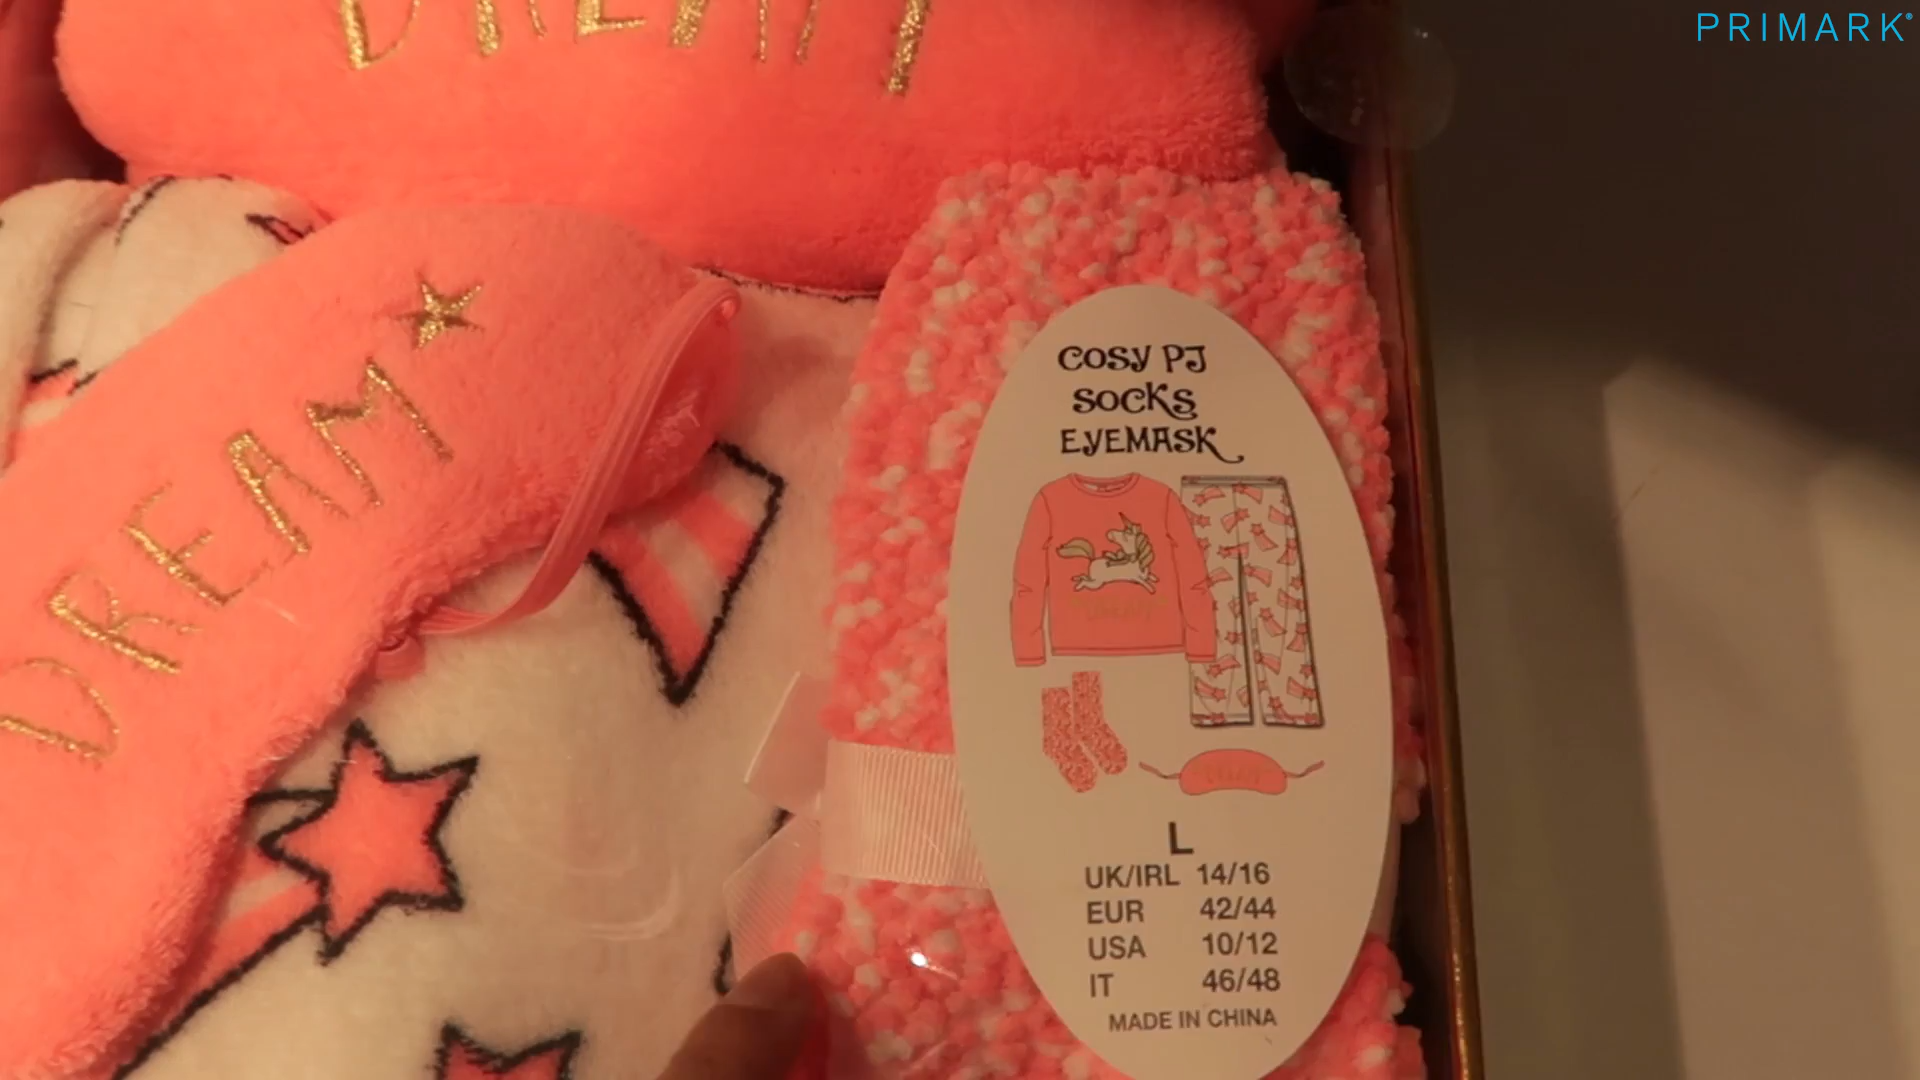 PRIMARK®
DREAM
DREAM
COSY PJ
SOCKS
EYEMASK
L
UK/IRL 14/16
EUR 42/44
USA 10/12
IT 46/48
MADE IN CHINA